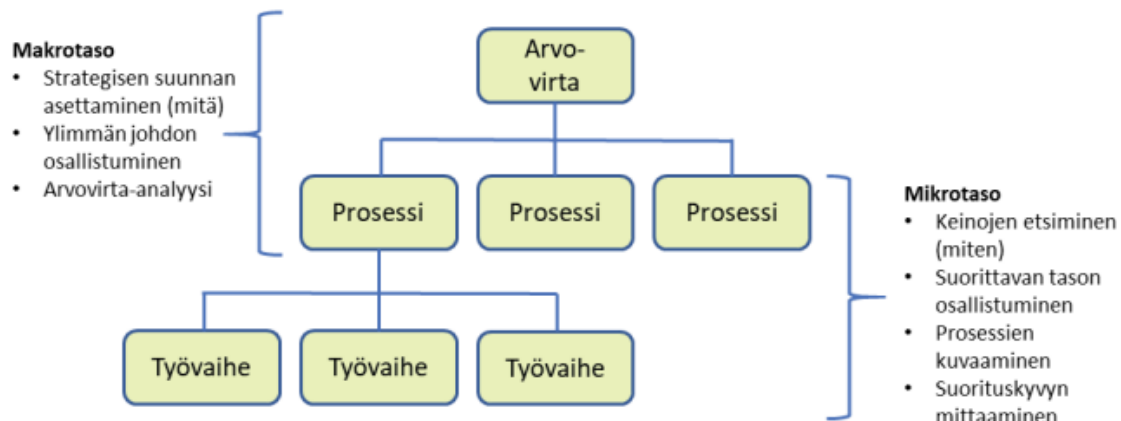 Makrotaso
• Strategisen suunnan
asettaminen (mitä)
• Ylimmän johdon
osallistuminen
• Arvovirta-analyysi
Arvo-
virta
Prosessi
Prosessi
Prosessi
Työvaihe
Työvaihe
Työvaihe
Mikrotaso
• Keinojen etsiminen
(miten)
• Suorittavan tason
osallistuminen
• Prosessien
kuvaaminen
• Suorituskyvyn
mittaaminen